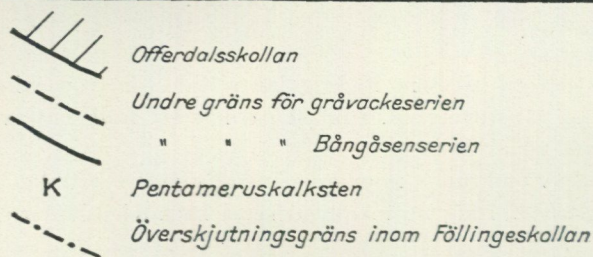 Offerdalsskollan
Undre gräns för gråvackeserien
" " " Bångåsenserien
K Pentameruskalksten
Överskjutningsgräns inom Föllingeskollan